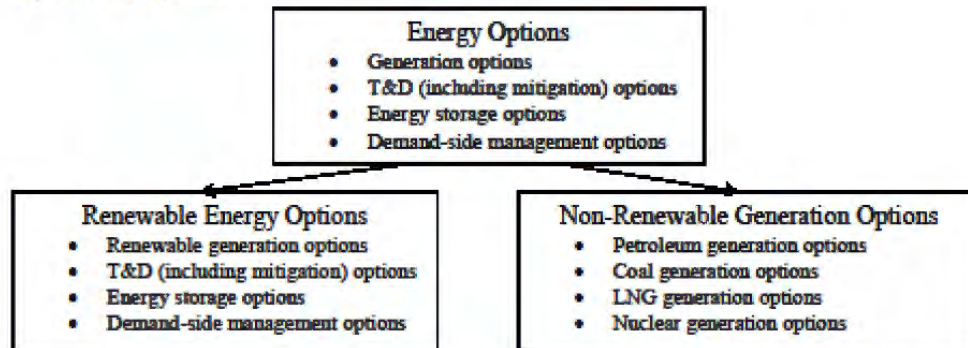 Energy Options
• Generation options
• T&D (including mitigation) options
• Energy storage options
• Demand-side management options
Renewable Energy Options
• Renewable generation options
• T&D (including mitigation) options
• Energy storage options
• Demand-side management options
Non-Renewable Generation Options
• Petroleum generation options
• Coal generation options
• LNG generation options
• Nuclear generation options